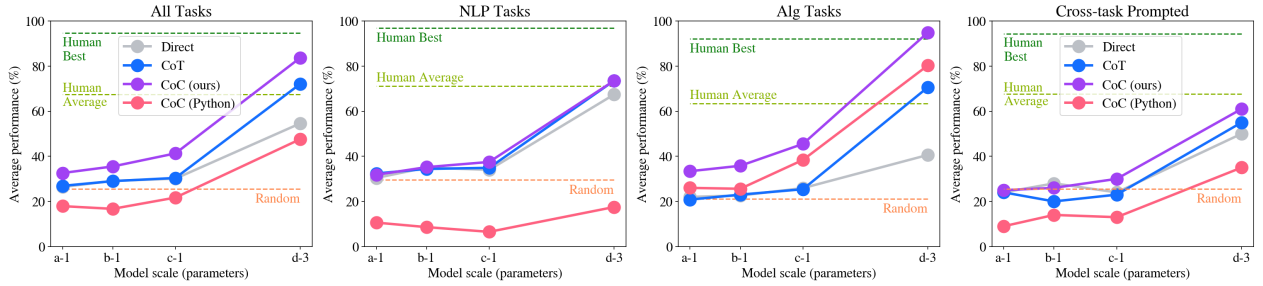 All Tasks
100
80
60
40
20
0
Average performance (%)
Human
Best
Human
Average
Direct
CoT
CoC (ours)
CoC (Python)
Random
a-1 b-1 c-1 d-3
Model scale (parameters)
NLP Tasks
100
80
60
40
20
0
Average performance (%)
Human Best
Human Average
Random
a-1 b-1 c-1 d-3
Model scale (parameters)
Alg Tasks
100
80
60
40
20
0
Average performance (%)
Human Best
Human Average
Random
a-1 b-1 c-1 d-3
Model scale (parameters)
Cross-task Prompted
100
80
60
40
20
0
Average performance (%)
Human
Best
Human
Average
Direct
CoT
CoC (ours)
CoC (Python)
Random
a-1 b-1 c-1 d-3
Model scale (parameters)